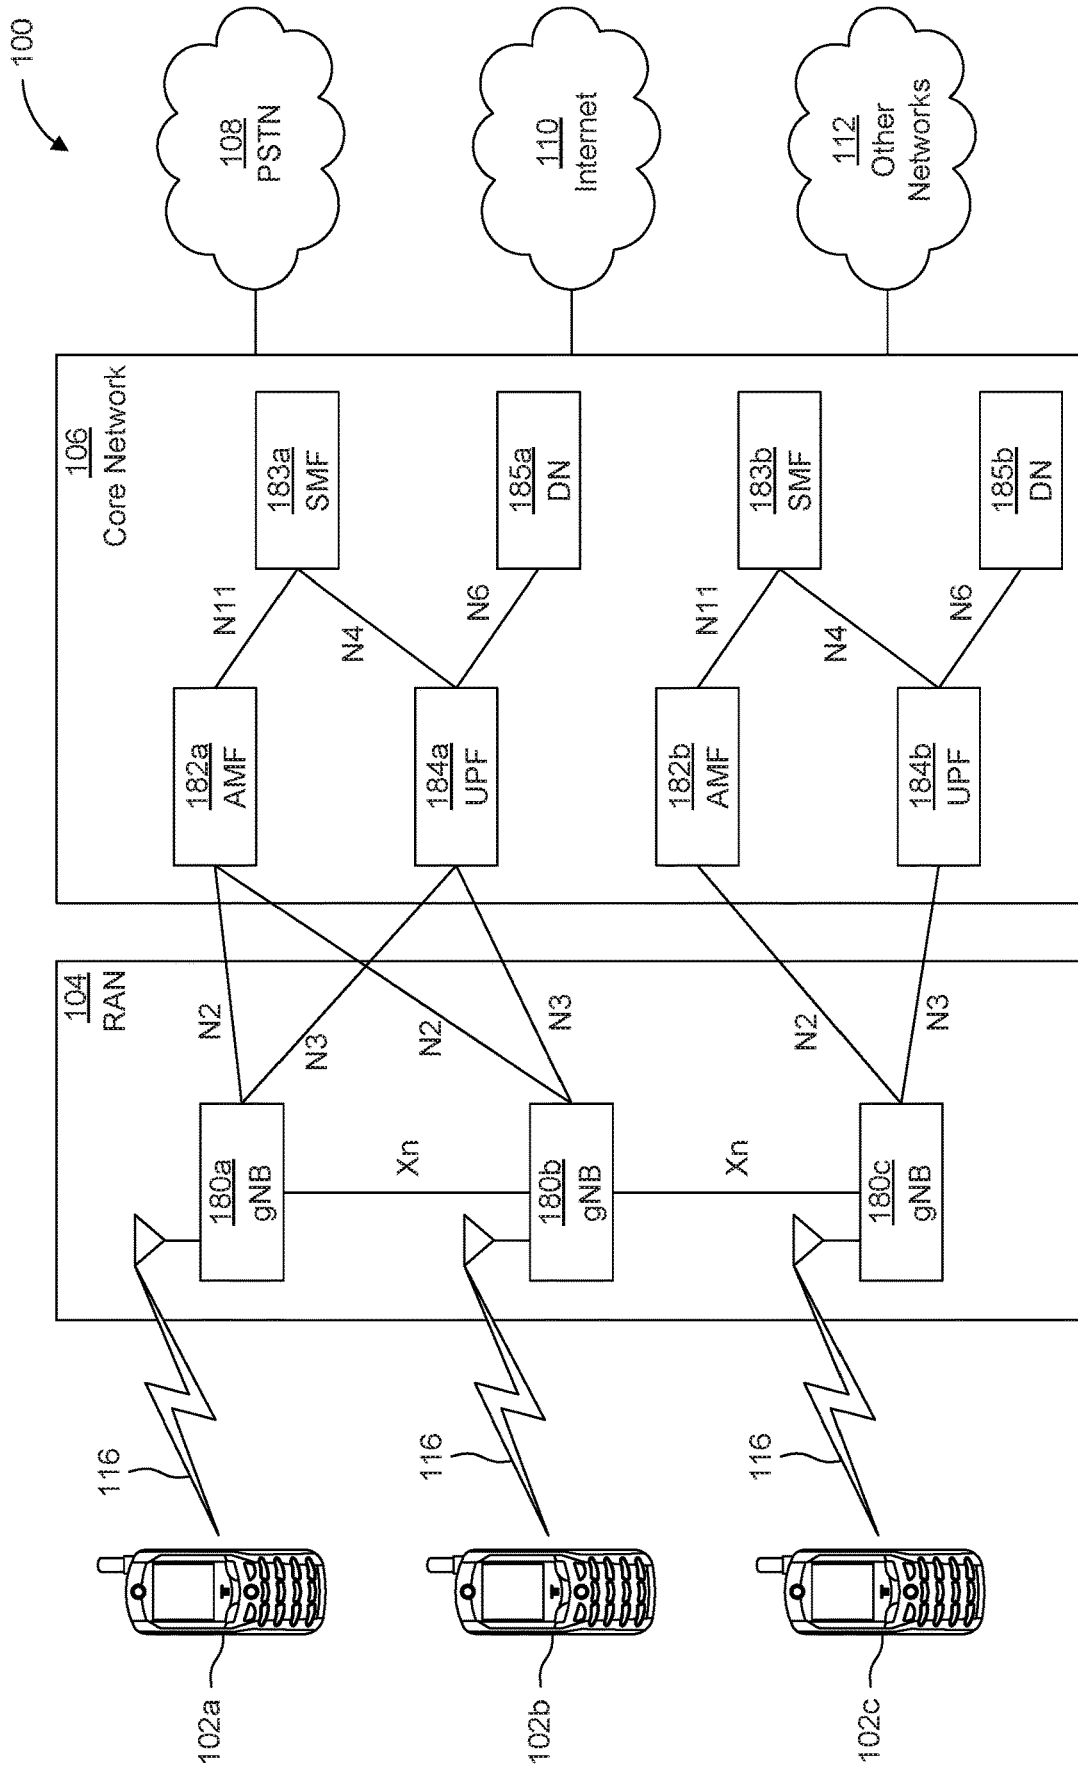 100
102a
116
102b
116
102c
116
104
RAN
180a
gNB
Xn
180b
gNB
Xn
180c
gNB
N2
N3
N2
N3
N2
N3
106
Core Network
182a
AMF
184a
UPF
182b
AMF
184b
UPF
N11
N4
N6
N11
N4
N6
183a
SMF
185a
DN
183b
SMF
185b
DN
108
PSTN
110
Internet
112
Other
Networks